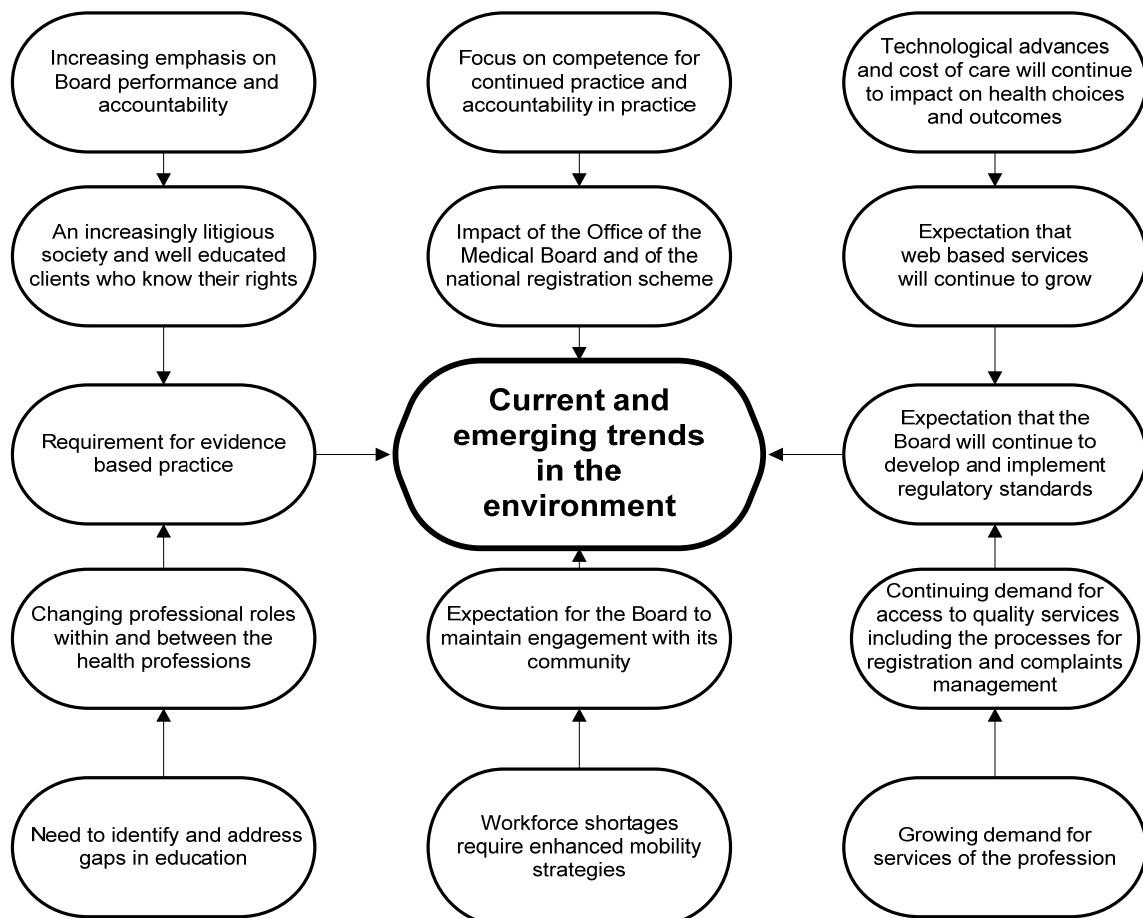 Increasing emphasis on
Board performance and
accountability
Focus on competence for
continued practice and
accountability in practice
Technological advances
and cost of care will continue
to impact on health choices
and outcomes
An increasingly litigious
society and well educated
clients who know their rights
Impact of the Office of the
Medical Board and of the
national registration scheme
Expectation that
web based services
will continue to grow
Requirement for evidence
based practice
Current and
emerging trends
in the
environment
Expectation that the
Board will continue to
develop and implement
regulatory standards
Changing professional roles
within and between the
health professions
Expectation for the Board to
maintain engagement with its
community
Continuing demand for
access to quality services
including the processes for
registration and complaints
management
Need to identify and address
gaps in education
Workforce shortages
require enhanced mobility
strategies
Growing demand for
services of the profession